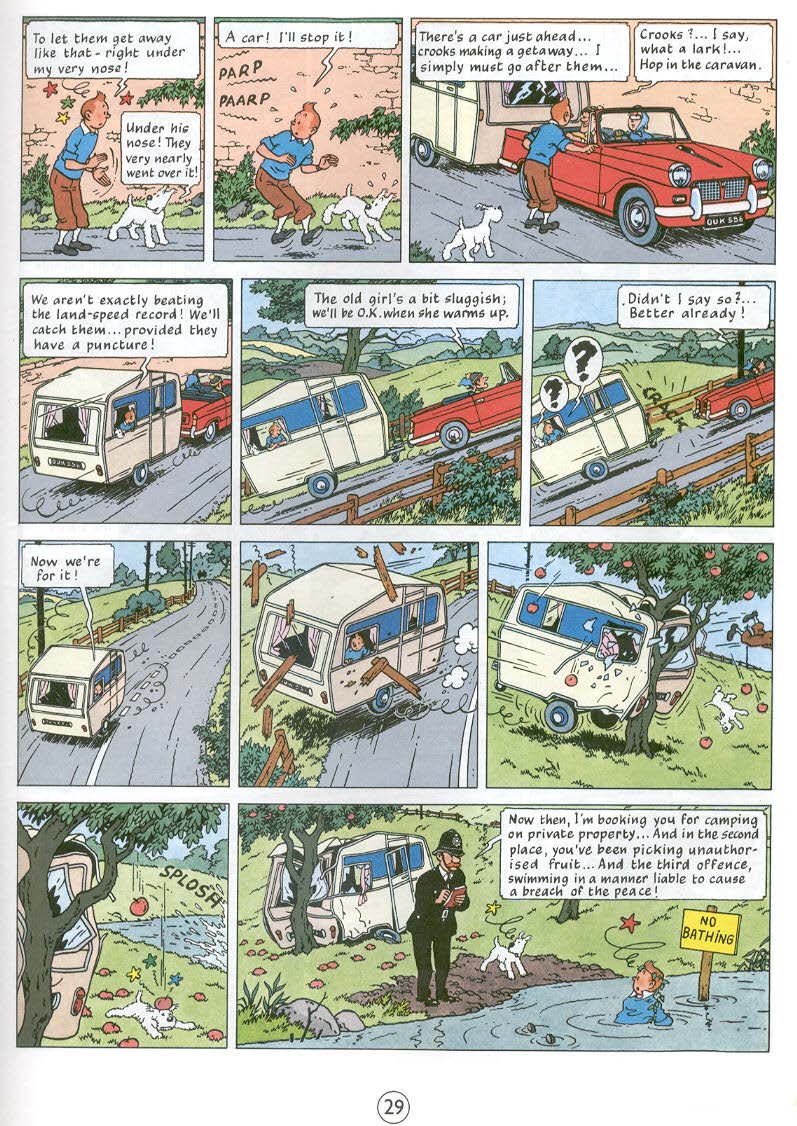 To let them get away
like that - right under
my very nose!
Under his
nose! They
very nearly
went over it!
A car! I'll stop it!
PARP
PAARP
There's a car just ahead...
crooks making a getaway... I
simply must go after them...
Crooks?... I say,
what a lark!...
Hop in the caravan.
We aren't exactly beating
the land-speed record! We'll
catch them... provided they
have a puncture!
The old girl's a bit sluggish;
we'll be O.K. when she warms up.
Didn't I say so?...
Better already!
?
?
Now we're
for it!
SPLOSH
Now then, I'm booking you for camping
on private property... And in the second
place, you've been picking unauthor-
ised fruit... And the third offence,
swimming in a manner liable to cause
a breach of the peace!
NO
BATHING
29